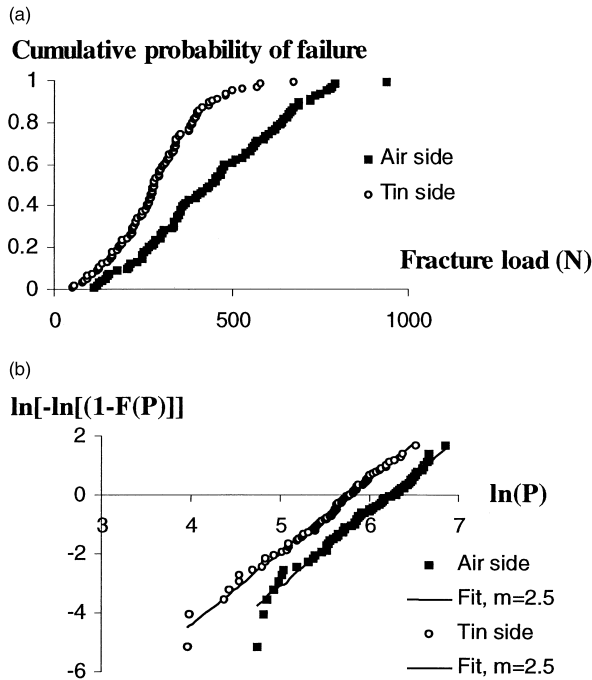 (a)
Cumulative probability of failure
1
0.8
0.6
0.4
0.2
0
Air side
Tin side
Fracture load (N)
0 500 1000
(b)
ln[-ln[(1-F(P)]]
2
0
-2
-4
-6
ln(P)
3 4 5 6 7
Air side
Fit, m=2.5
Tin side
Fit, m=2.5